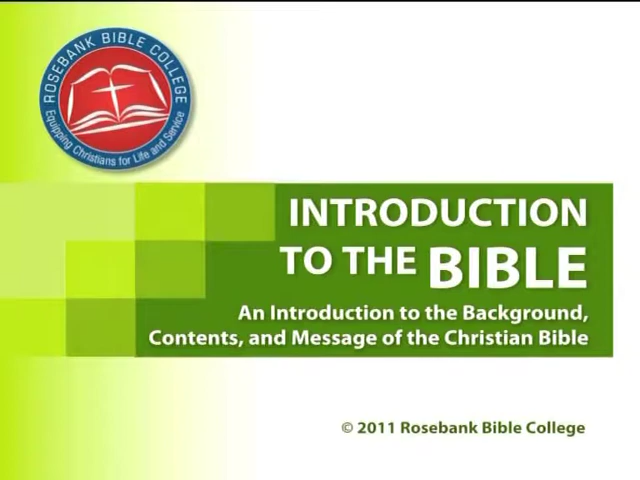 ROSEBANK BIBLE COLLEGE
Equipping Christians for Life and Service
INTRODUCTION
TO THE BIBLE
An Introduction to the Background,
Contents, and Message of the Christian Bible
© 2011 Rosebank Bible College